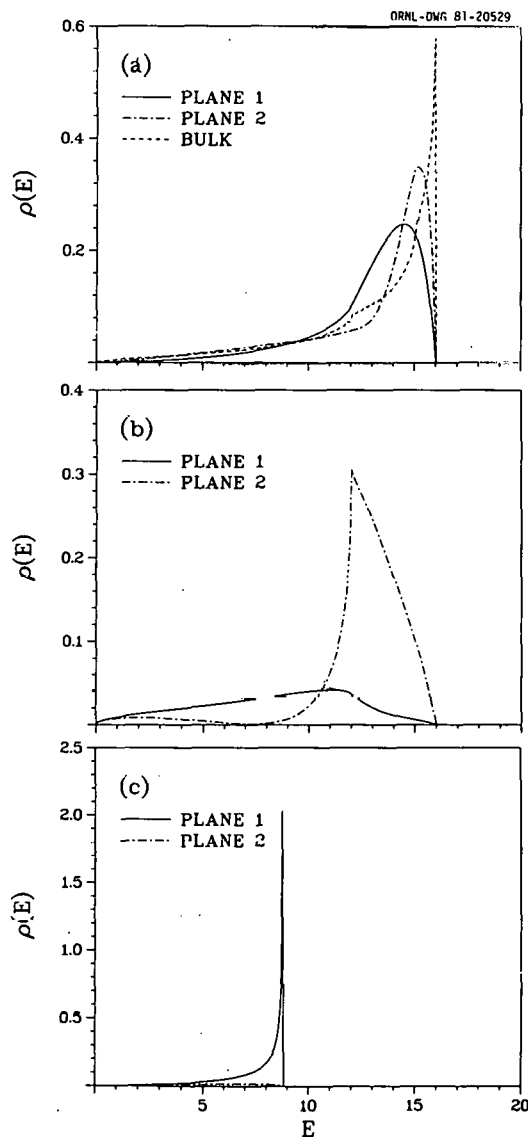 ORNL-DWG 81-20529
0.6
(a)
PLANE 1
PLANE 2
BULK
0.4
ρ(E)
0.2
0.4
(b)
PLANE 1
PLANE 2
0.3
ρ(E)
0.2
0.1
2.5
(c)
PLANE 1
PLANE 2
2.0
1.5
ρ(E)
1.0
0.5
5 10 15 20
E